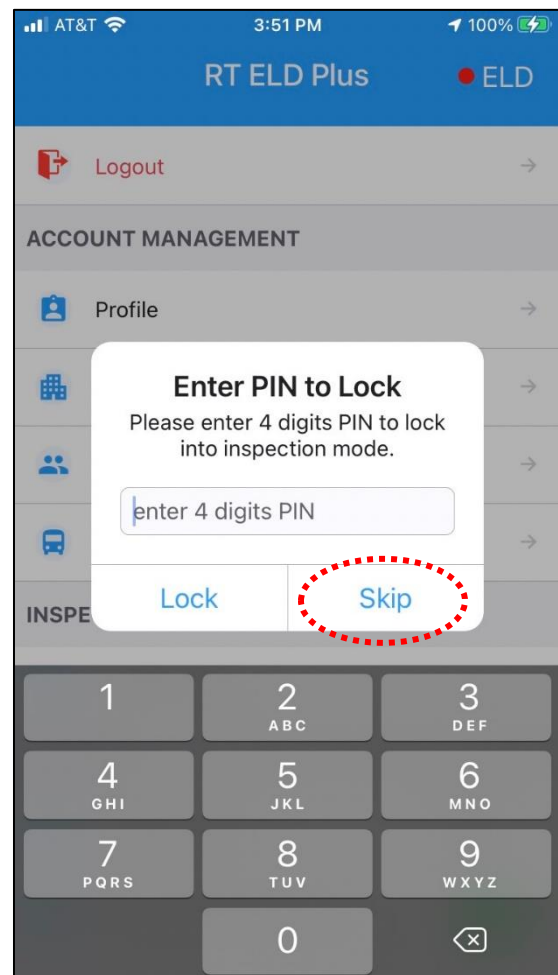 AT&T 3:51 PM 100%
RT ELD Plus ELD
Logout
ACCOUNT MANAGEMENT
Profile
Enter PIN to Lock
Please enter 4 digits PIN to lock
into inspection mode.
enter 4 digits PIN
Lock Skip
INSPE
1 2 3
ABC DEF
4 5 6
GHI JKL MNO
7 8 9
PQRS TUV WXYZ
0